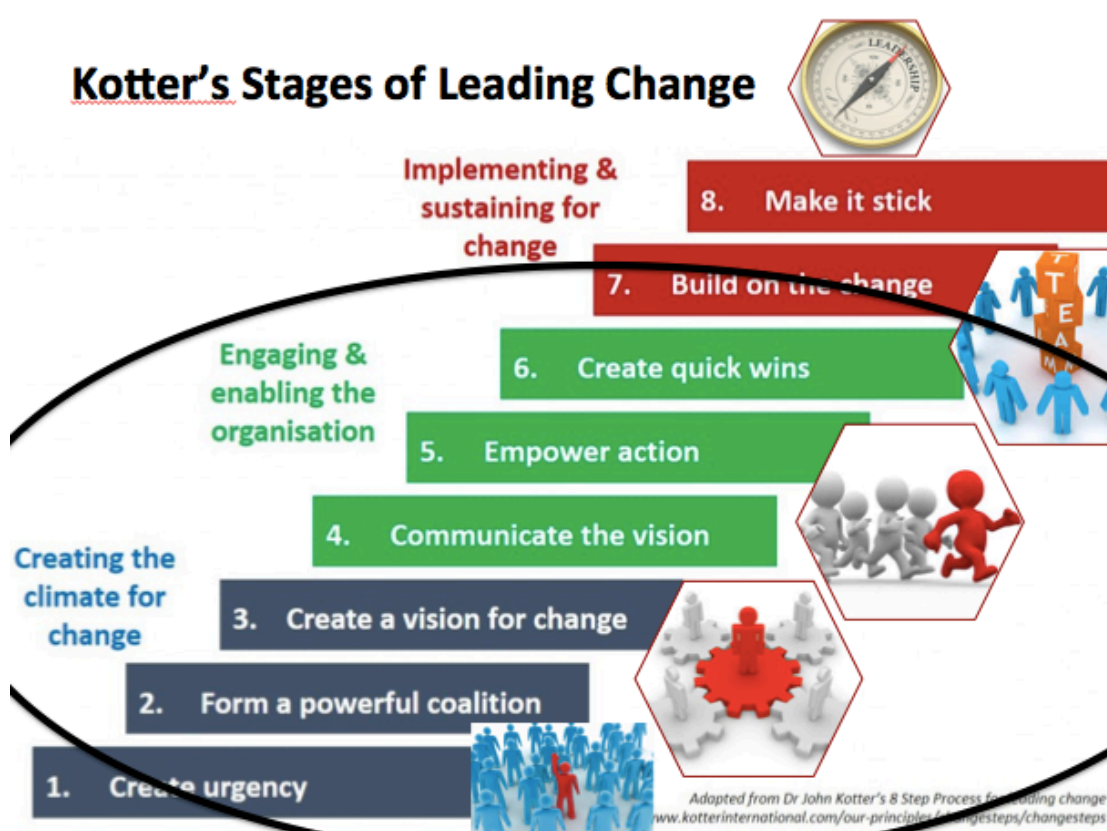 Kotter's Stages of Leading Change
LEADERSHIP
Implementing &
sustaining for
change
8. Make it stick
7. Build on the change
T
T
E
A
M
Engaging &
enabling the
organisation
6. Create quick wins
5. Empower action
4. Communicate the vision
Creating the
climate for
change
3. Create a vision for change
2. Form a powerful coalition
1. Create urgency
Adapted from Dr John Kotter's 8 Step Process for leading change
www.kotterinternational.com/our-principles/changesteps/changesteps